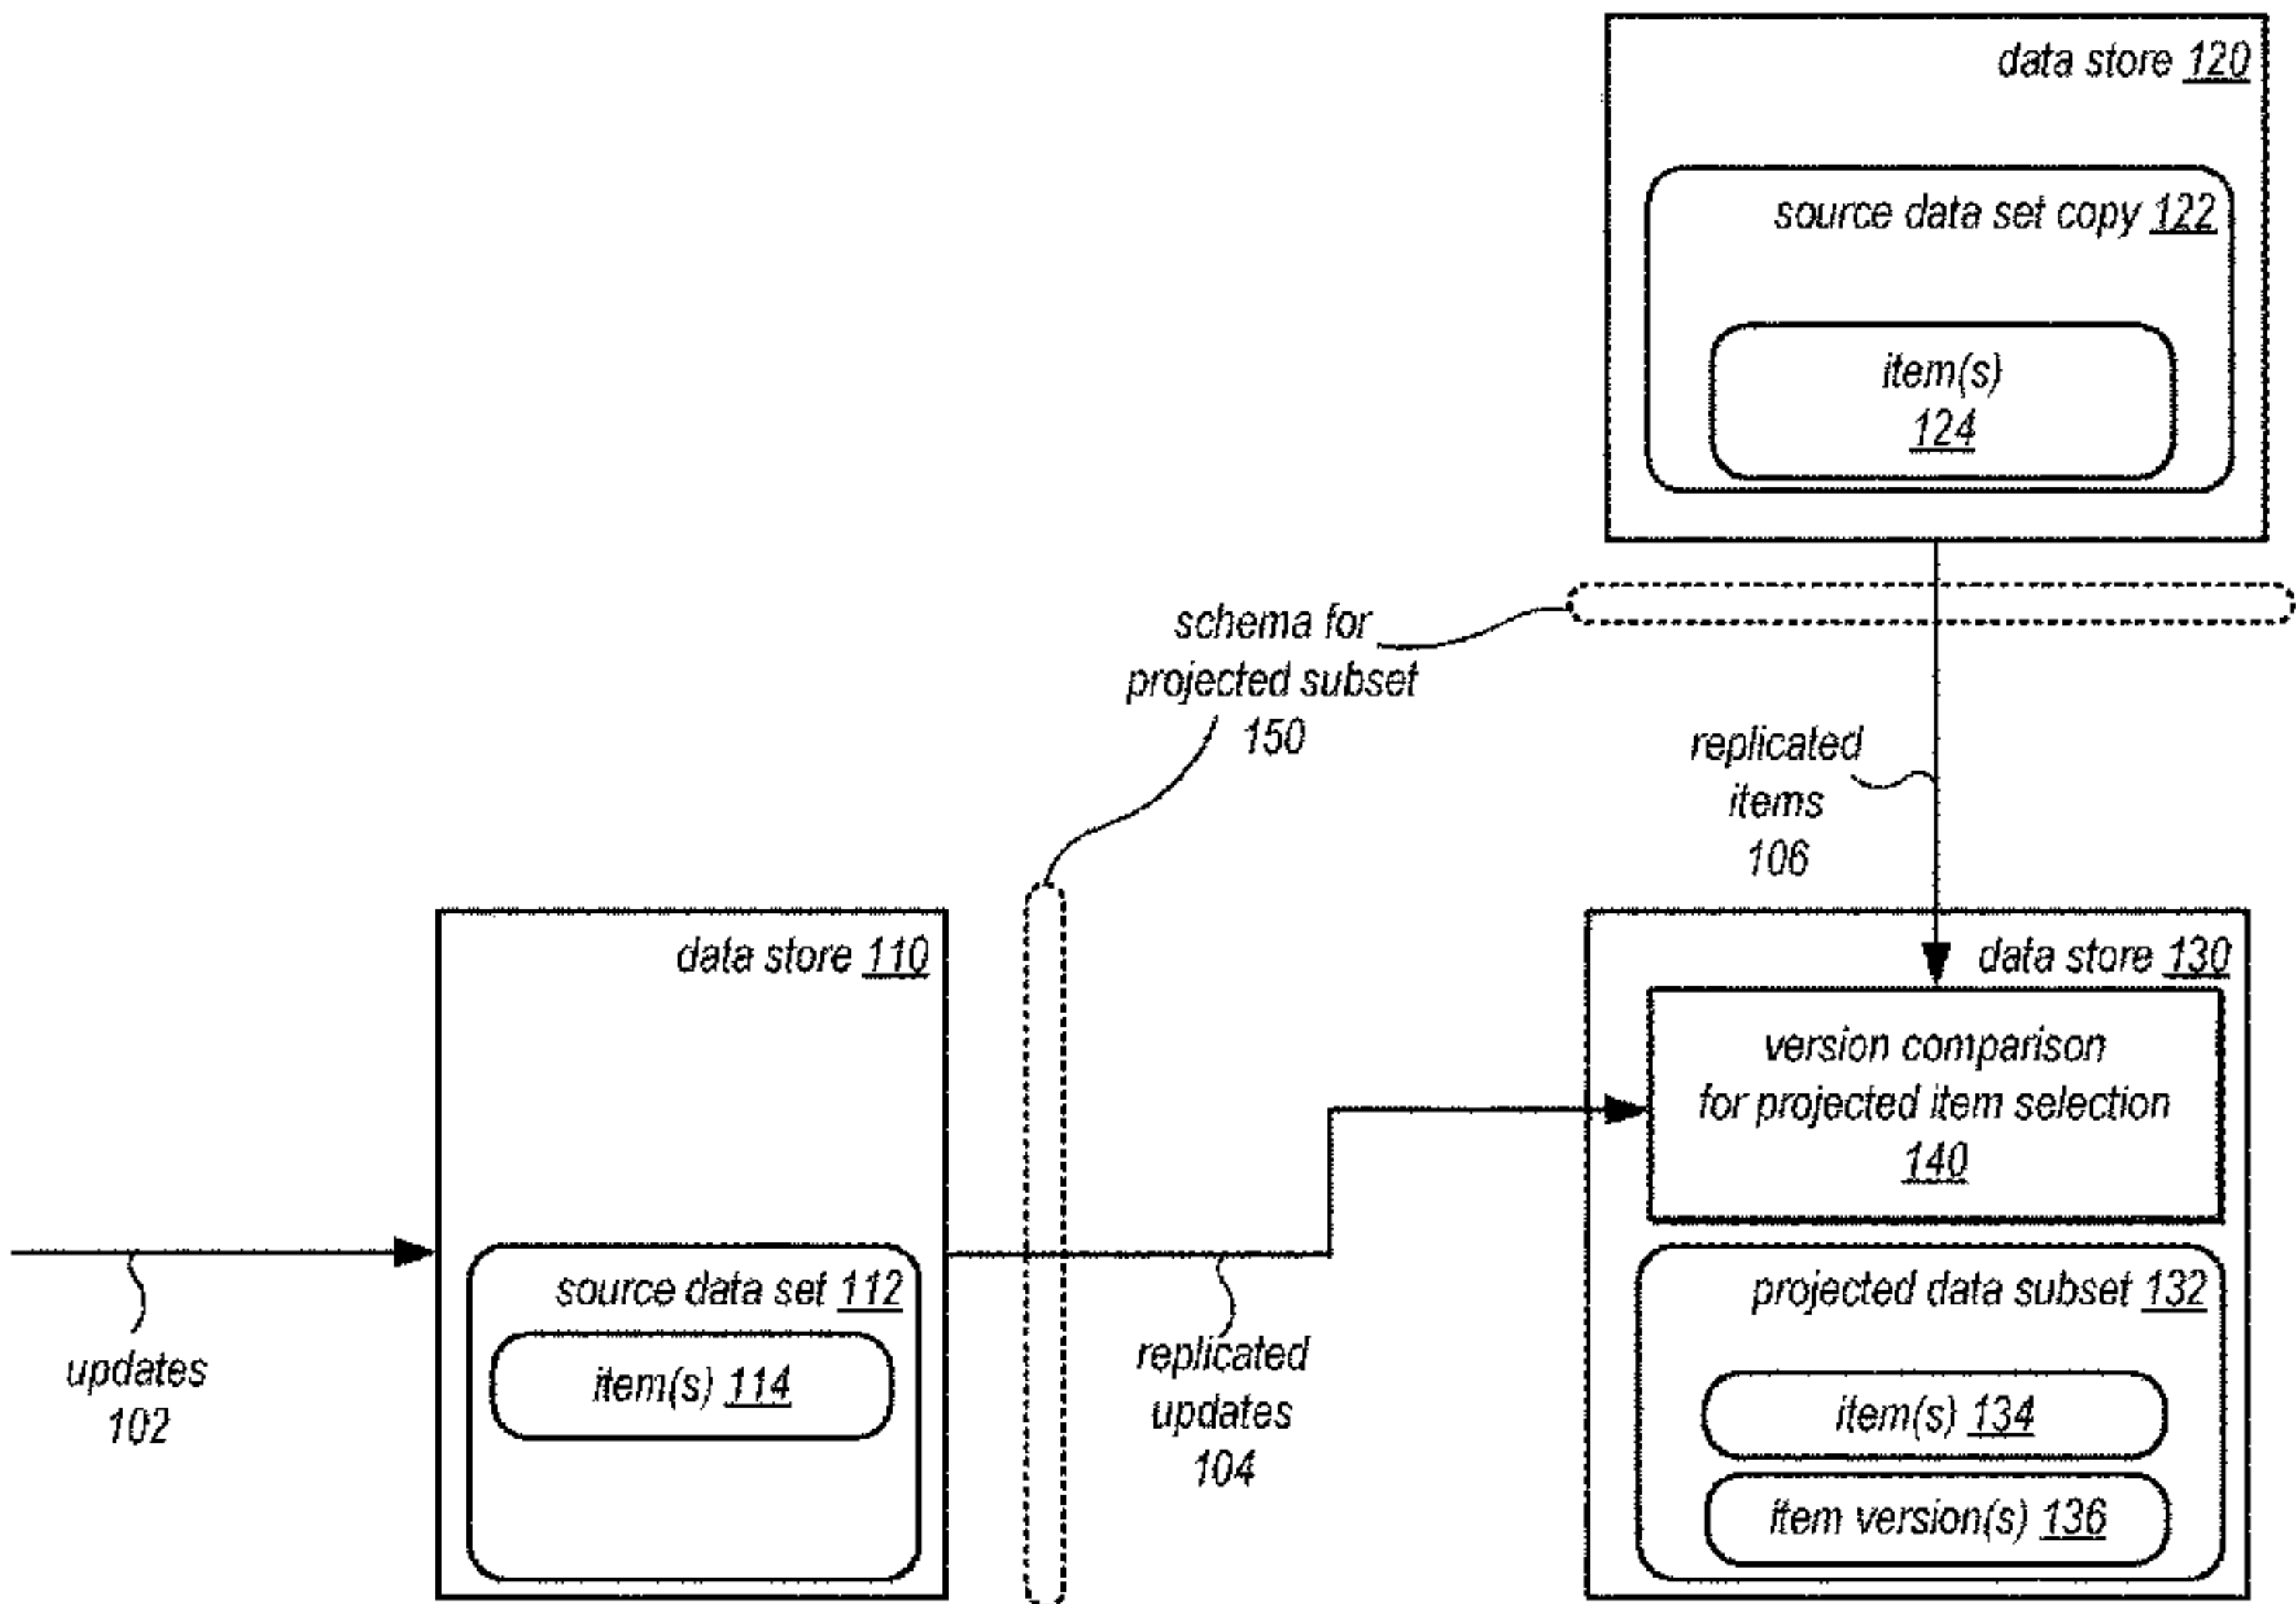 data store 120
source data set copy 122
item(s)
124
schema for
projected subset
150
replicated
items
106
data store 110
data store 130
version comparison
for projected item selection
140
source data set 112
item(s) 114
updates
102
replicated
updates
104
projected data subset 132
item(s) 134
item version(s) 136